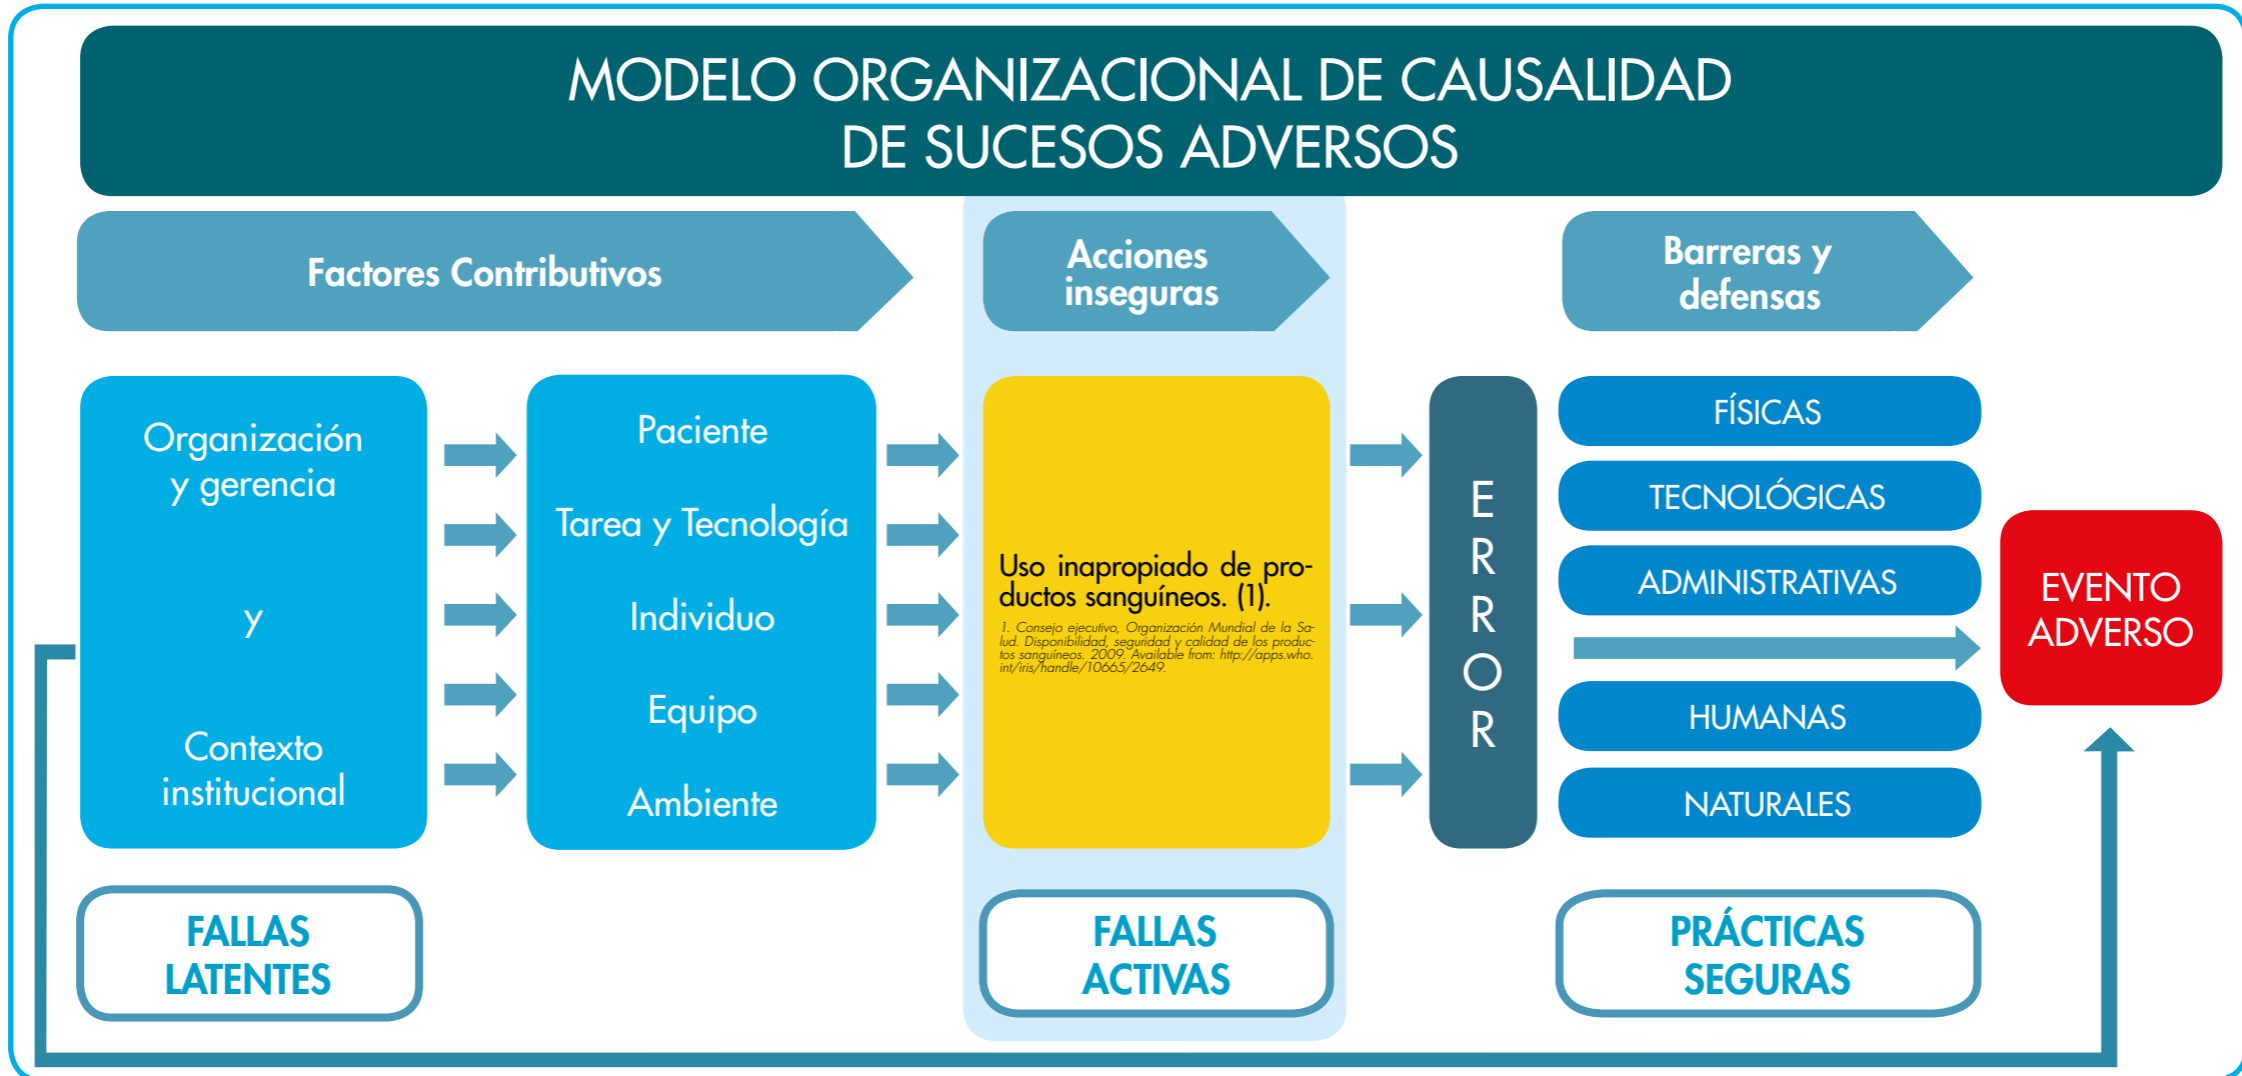 MODELO ORGANIZACIONAL DE CAUSALIDAD
DE SUCESOS ADVERSOS
Factores Contributivos
Acciones
inseguras
Barreras y
defensas
Organización
y gerencia
y
Contexto
institucional
Paciente
Tarea y Tecnología
Individuo
Equipo
Ambiente
Uso inapropiado de pro-
ductos sanguíneos. (1).
1. Consejo ejecutivo, Organización Mundial de la Sa-
lud. Disponibilidad, seguridad y calidad de los produc-
tos sanguíneos. 2009. Available from: http://apps.who.
int/iris/handle/10665/2649.
E
R
R
O
R
FÍSICAS
TECNOLÓGICAS
ADMINISTRATIVAS
HUMANAS
NATURALES
EVENTO
ADVERSO
FALLAS
LATENTES
FALLAS
ACTIVAS
PRÁCTICAS
SEGURAS